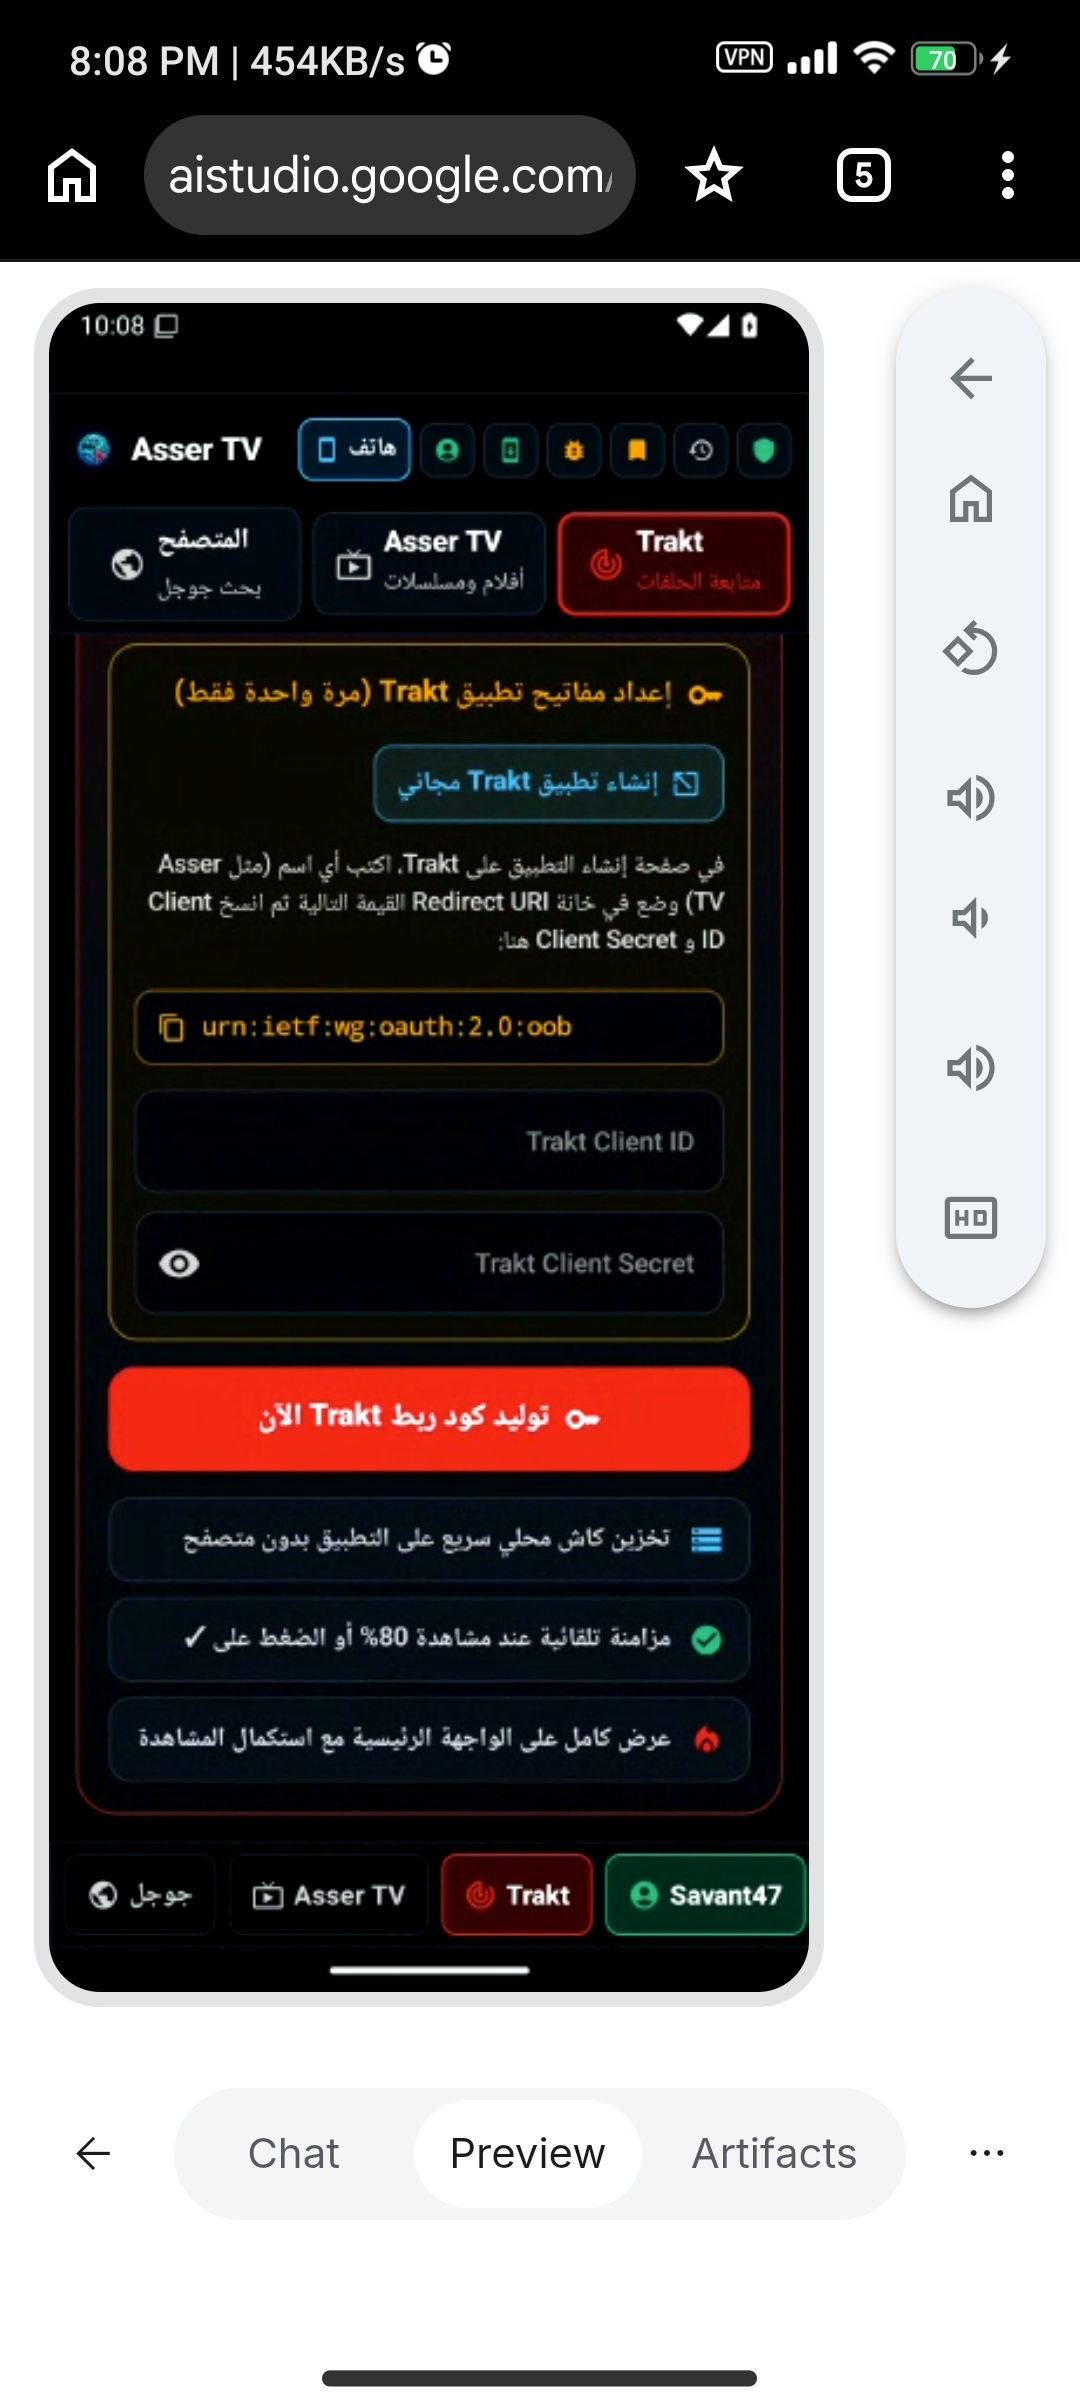 8:08 PM | 454KB/s
VPN
70
aistudio.google.com/
5
10:08
Asser TV
هاتف
المتصفح
بحث جوجل
Asser TV
أفلام ومسلسلات
Trakt
متابعة الحلقات
إعداد مفاتيح تطبيق Trakt (مرة واحدة فقط)
إنشاء تطبيق Trakt مجاني
في صفحة إنشاء التطبيق على Trakt، اكتب أي اسم (مثل Asser
TV) وضع في خانة Redirect URI القيمة التالية ثم انسخ Client
ID و Client Secret هنا:
urn:ietf:wg:oauth:2.0:oob
Trakt Client ID
Trakt Client Secret
توليد كود ربط Trakt الآن
تخزين كاش محلي سريع على التطبيق بدون متصفح
مزامنة تلقائية عند مشاهدة 80% أو الضغط على ✓
عرض كامل على الواجهة الرئيسية مع استكمال المشاهدة
جوجل
Asser TV
Trakt
Savant47
HD
Chat
Preview
Artifacts